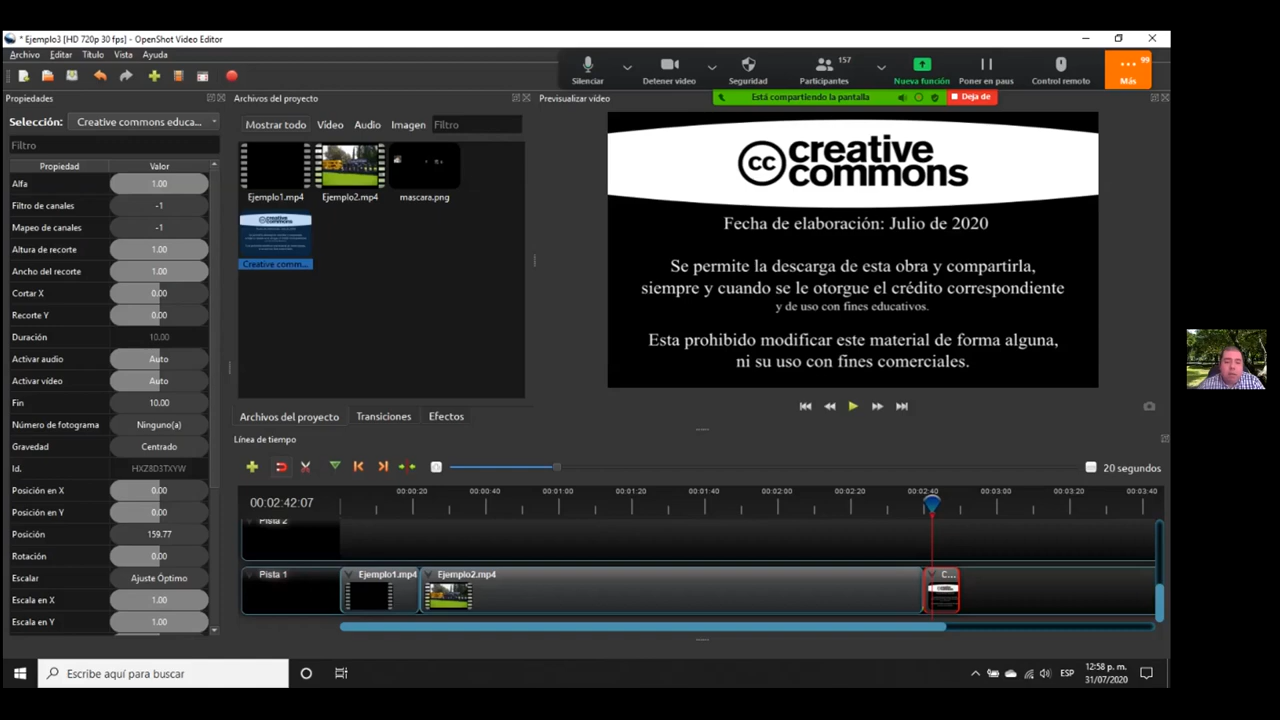 * Ejemplo3 [HD 720p 30 fps] - OpenShot Video Editor
Archivo Editar Título Vista Ayuda
Silenciar
Detener video
Seguridad
Participantes
157
Nueva función
Poner en paus
Control remoto
99
Más
Está compartiendo la pantalla
Deja de
Propiedades
Selección: Creative commons educa...
Filtro
Propiedad Valor
Alfa 1.00
Filtro de canales -1
Mapeo de canales -1
Altura de recorte 1.00
Ancho del recorte 1.00
Cortar X 0.00
Recorte Y 0.00
Duración 10.00
Activar audio Auto
Activar vídeo Auto
Fin 10.00
Número de fotograma Ninguno(a)
Gravedad Centrado
Id. HXZ8D3TXYW
Posición en X 0.00
Posición en Y 0.00
Posición 159.77
Rotación 0.00
Escalar Ajuste Óptimo
Escala en X 1.00
Escala en Y 1.00
Archivos del proyecto
Mostrar todo Vídeo Audio Imagen Filtro
Ejemplo1.mp4 Ejemplo2.mp4 mascara.png
Creative comm...
Archivos del proyecto Transiciones Efectos
Previsualizar vídeo
cc creative
commons
Fecha de elaboración: Julio de 2020
Se permite la descarga de esta obra y compartirla,
siempre y cuando se le otorgue el crédito correspondiente
y de uso con fines educativos.
Esta prohibido modificar este material de forma alguna,
ni su uso con fines comerciales.
Línea de tiempo
20 segundos
00:02:42:07
00:00:20 00:00:40 00:01:00 00:01:20 00:01:40 00:02:00 00:02:20 00:02:40 00:03:00 00:03:20 00:03:40
Pista 2
Pista 1
Ejemplo1.mp4 Ejemplo2.mp4 C...
Escribe aquí para buscar
ESP
12:58 p. m.
31/07/2020